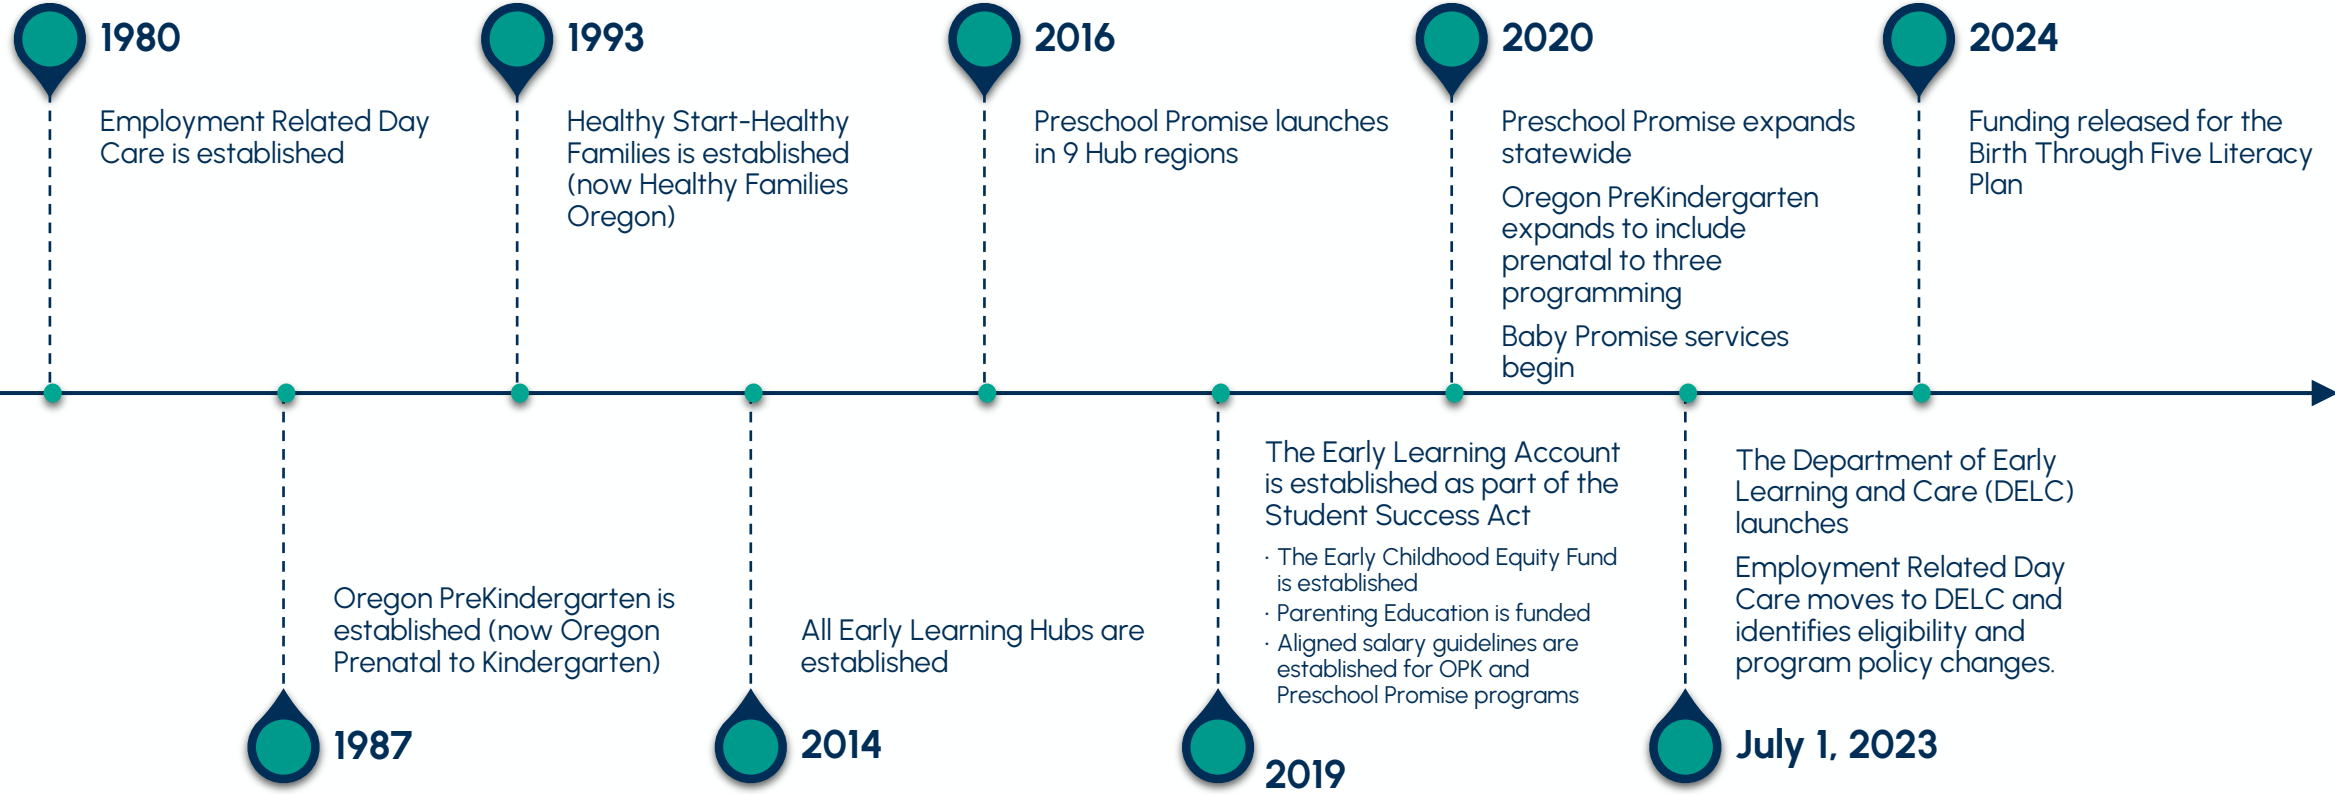 1980
Employment Related Day
Care is established
1993
Healthy Start-Healthy
Families is established
(now Healthy Families
Oregon)
2016
Preschool Promise launches
in 9 Hub regions
2020
Preschool Promise expands
statewide
Oregon PreKindergarten
expands to include
prenatal to three
programming
Baby Promise services
begin
2024
Funding released for the
Birth Through Five Literacy
Plan
Oregon PreKindergarten is
established (now Oregon
Prenatal to Kindergarten)
1987
All Early Learning Hubs are
established
2014
The Early Learning Account
is established as part of the
Student Success Act
· The Early Childhood Equity Fund
is established
· Parenting Education is funded
· Aligned salary guidelines are
established for OPK and
Preschool Promise programs
2019
The Department of Early
Learning and Care (DELC)
launches
Employment Related Day
Care moves to DELC and
identifies eligibility and
program policy changes.
July 1, 2023